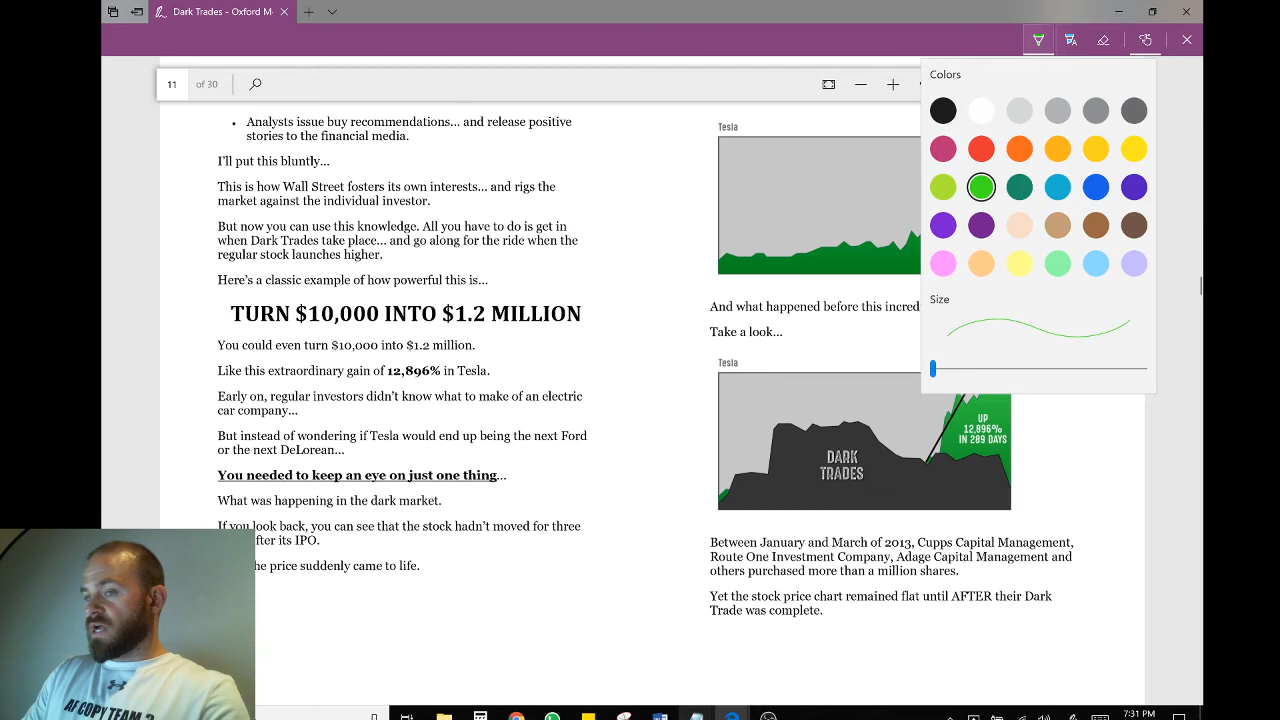 Dark Trades - Oxford M
11 of 30
Colors
Size
• Analysts issue buy recommendations... and release positive
stories to the financial media.
I'll put this bluntly...
This is how Wall Street fosters its own interests... and rigs the
market against the individual investor.
But now you can use this knowledge. All you have to do is get in
when Dark Trades take place... and go along for the ride when the
regular stock launches higher.
Here's a classic example of how powerful this is...
TURN $10,000 INTO $1.2 MILLION
You could even turn $10,000 into $1.2 million.
Like this extraordinary gain of 12,896% in Tesla.
Early on, regular investors didn't know what to make of an electric
car company...
But instead of wondering if Tesla would end up being the next Ford
or the next DeLorean...
You needed to keep an eye on just one thing...
What was happening in the dark market.
If you look back, you can see that the stock hadn't moved for three
fter its IPO.
he price suddenly came to life.
Tesla
And what happened before this incred
Take a look...
Tesla
DARK
TRADES
UP
12,896%
IN 289 DAYS
Between January and March of 2013, Cupps Capital Management,
Route One Investment Company, Adage Capital Management and
others purchased more than a million shares.
Yet the stock price chart remained flat until AFTER their Dark
Trade was complete.
AF COPY TEAM
7:31 PM